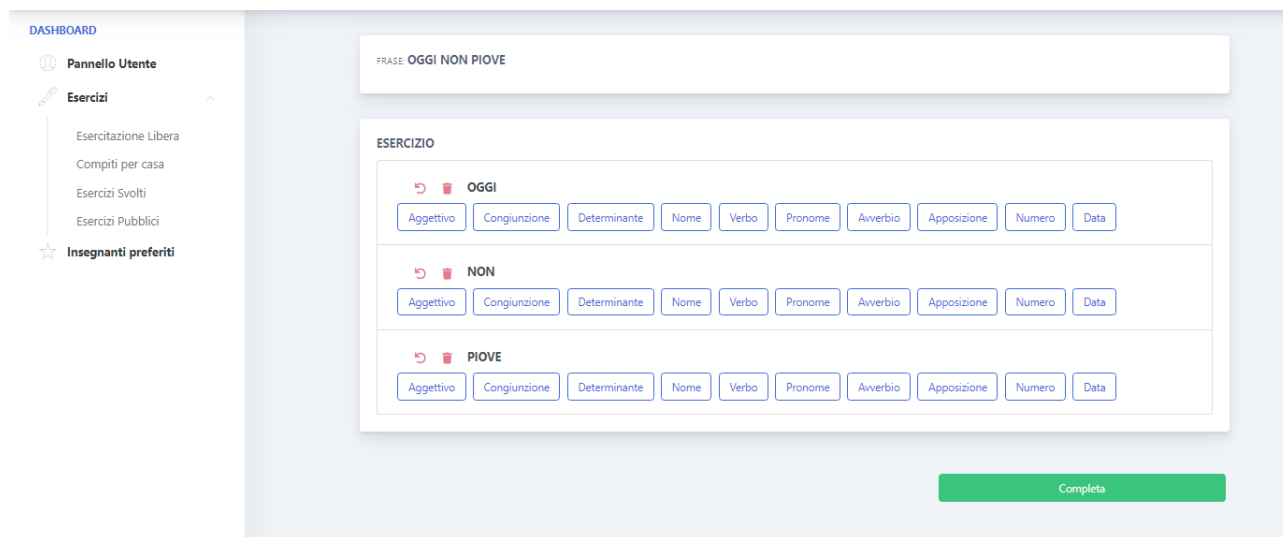 DASHBOARD
Pannello Utente
Esercizi
Esercitazione Libera
Compiti per casa
Esercizi Svolti
Esercizi Pubblici
Insegnanti preferiti
FRASE: OGGI NON PIOVE
ESERCIZIO
OGGI
Aggettivo Congiunzione Determinante Nome Verbo Pronome Avverbio Apposizione Numero Data
NON
Aggettivo Congiunzione Determinante Nome Verbo Pronome Avverbio Apposizione Numero Data
PIOVE
Aggettivo Congiunzione Determinante Nome Verbo Pronome Avverbio Apposizione Numero Data
Completa